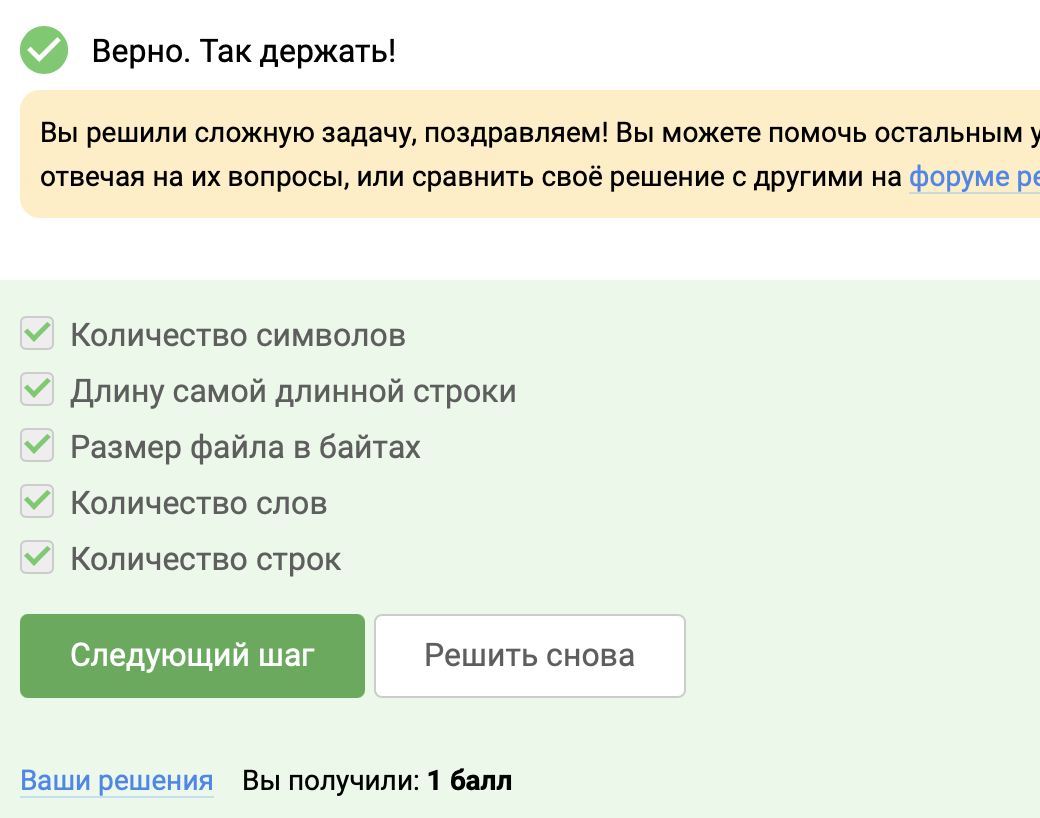 Верно. Так держать!
Вы решили сложную задачу, поздравляем! Вы можете помочь остальным
отвечая на их вопросы, или сравнить своё решение с другими на форуме
Количество символов
Длину самой длинной строки
Размер файла в байтах
Количество слов
Количество строк
Следующий шаг
Решить снова
Ваши решения Вы получили: 1 балл